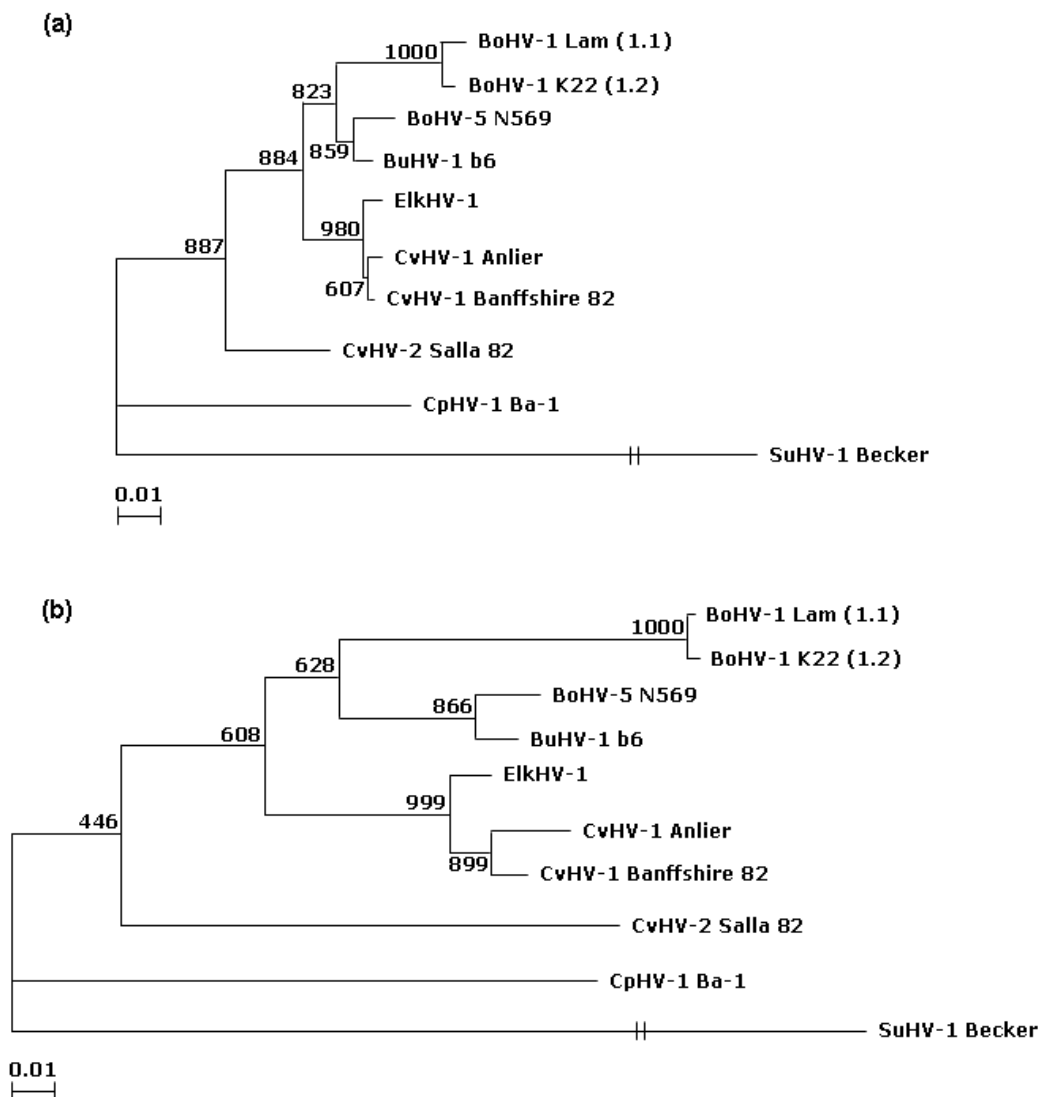 (a)
BoHV-1 Lam (1.1)
1000
BoHV-1 K22 (1.2)
823
BoHV-5 N569
859
BuHV-1 b6
884
ElkHV-1
980
887
CvHV-1 Anlier
607
CvHV-1 Banffshire 82
CvHV-2 Salla 82
CpHV-1 Ba-1
SuHV-1 Becker
0.01
(b)
BoHV-1 Lam (1.1)
1000
BoHV-1 K22 (1.2)
628
BoHV-5 N569
866
BuHV-1 b6
608
ElkHV-1
999
446
CvHV-1 Anlier
899
CvHV-1 Banffshire 82
CvHV-2 Salla 82
CpHV-1 Ba-1
SuHV-1 Becker
0.01